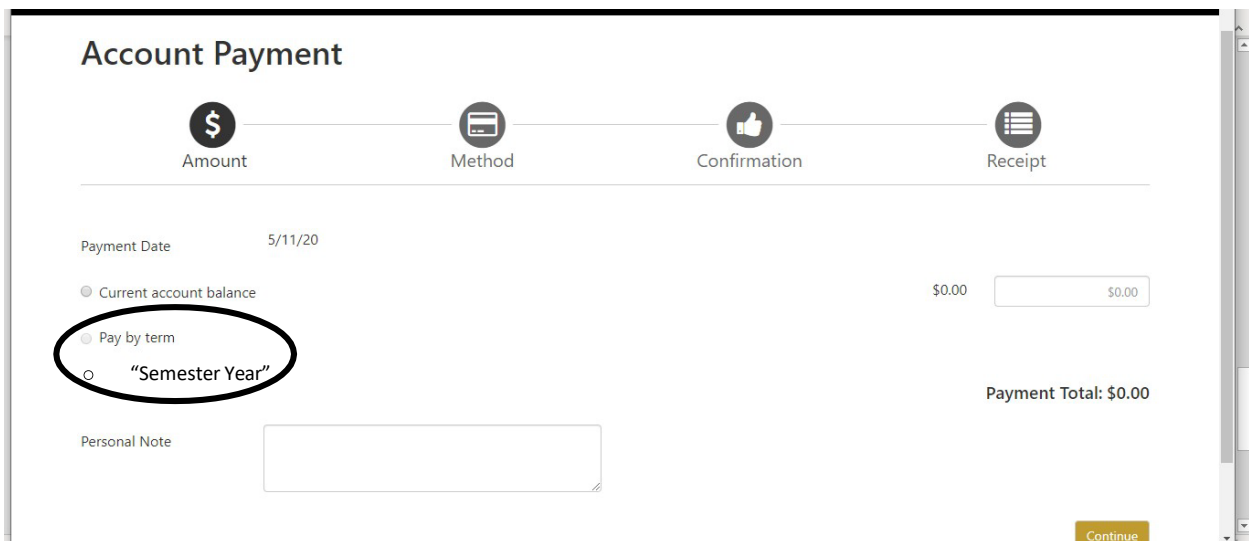 Account Payment
Amount Method Confirmation Receipt
Payment Date 5/11/20
Current account balance $0.00 $0.00
Pay by term
“Semester Year”
Payment Total: $0.00
Personal Note
Continue